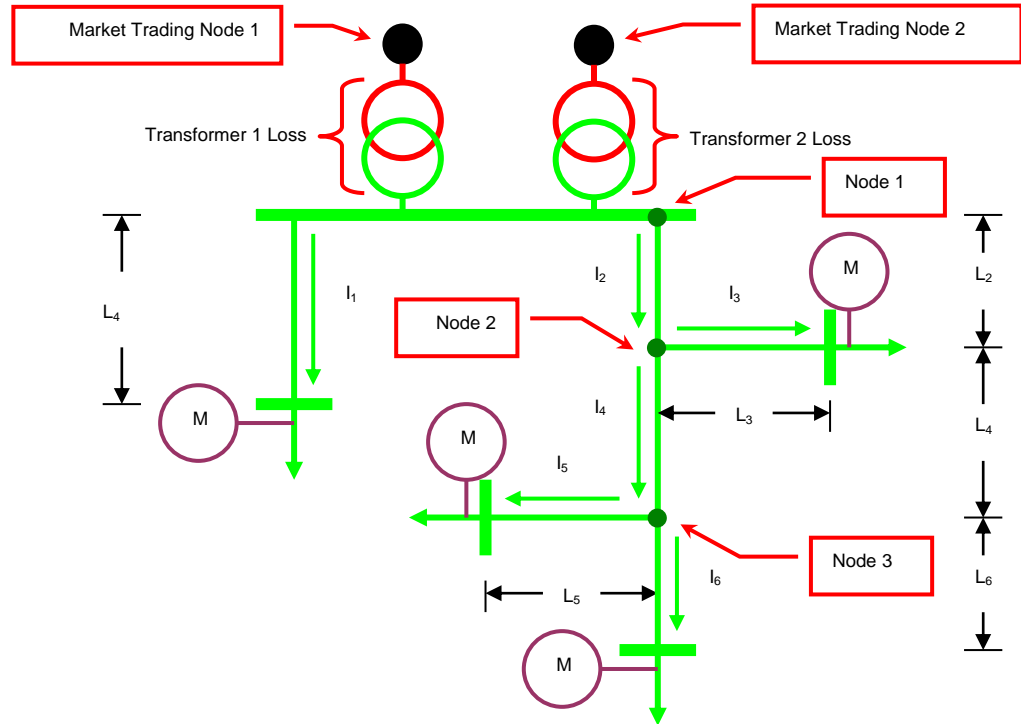 Market Trading Node 1
Market Trading Node 2
Transformer 1 Loss
Transformer 2 Loss
Node 1
L4
I1
I2
I3
M
L2
Node 2
M
I4
L3
L4
M
I5
Node 3
L5
I6
L6
M